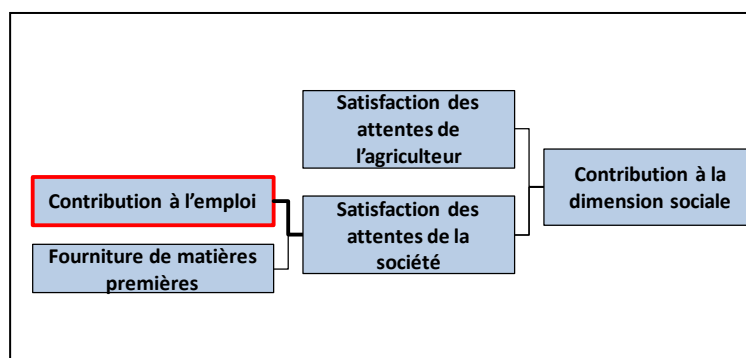 Satisfaction des
attentes de
l'agriculteur
Contribution à la
dimension sociale
Contribution à l'emploi
Satisfaction des
attentes de la
société
Fourniture de matières
premières